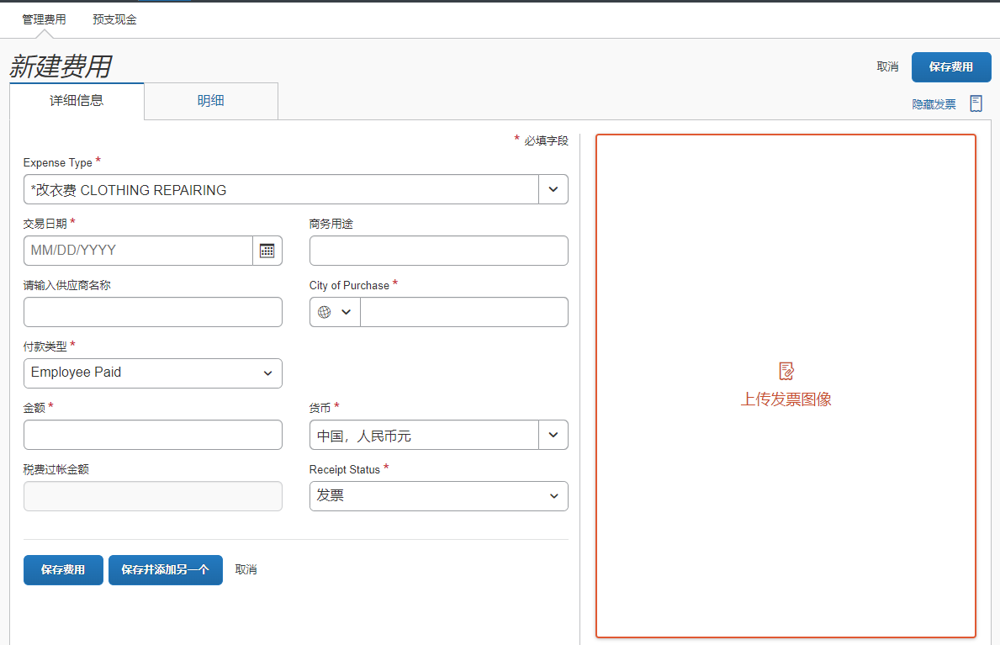 管理费用 预支现金
新建费用
取消 保存费用
详细信息 明细
隐藏发票
* 必填字段
Expense Type *
*改衣费 CLOTHING REPAIRING
交易日期 * 商务用途
MM/DD/YYYY
请输入供应商名称 City of Purchase *
付款类型 *
Employee Paid
金额 * 货币 *
中国，人民币元
税费过帐金额 Receipt Status *
发票
保存费用 保存并添加另一个 取消
上传发票图像